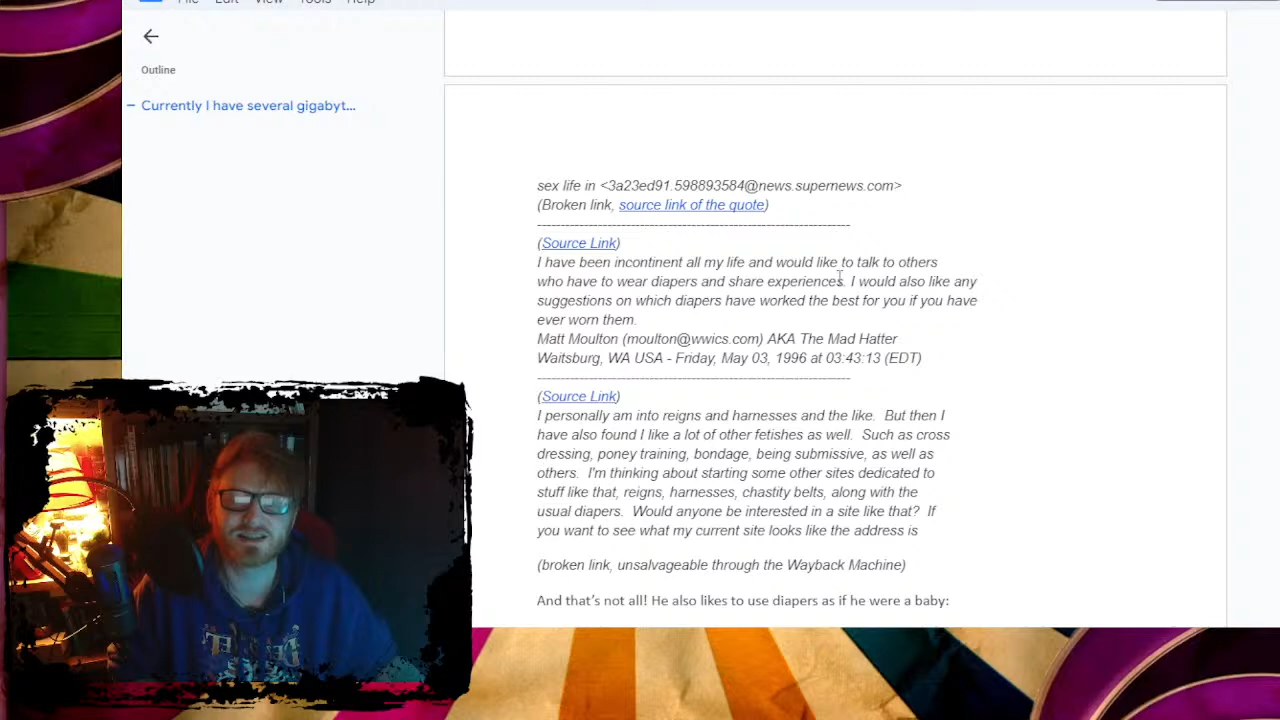 File Edit View Tools Help
Outline
Currently I have several gigabyt...
sex life in <3a23ed91.598893584@news.supernews.com>
(Broken link, source link of the quote)
--------------------------------------------------------------------
(Source Link)
I have been incontinent all my life and would like to talk to others
who have to wear diapers and share experiences. I would also like any
suggestions on which diapers have worked the best for you if you have
ever worn them.
Matt Moulton (moulton@wwics.com) AKA The Mad Hatter
Waitsburg, WA USA - Friday, May 03, 1996 at 03:43:13 (EDT)
--------------------------------------------------------------------
(Source Link)
I personally am into reigns and harnesses and the like.  But then I
have also found I like a lot of other fetishes as well.  Such as cross
dressing, poney training, bondage, being submissive, as well as
others.  I'm thinking about starting some other sites dedicated to
stuff like that, reigns, harnesses, chastity belts, along with the
usual diapers.  Would anyone be interested in a site like that?  If
you want to see what my current site looks like the address is
(broken link, unsalvageable through the Wayback Machine)
And that's not all! He also likes to use diapers as if he were a baby: